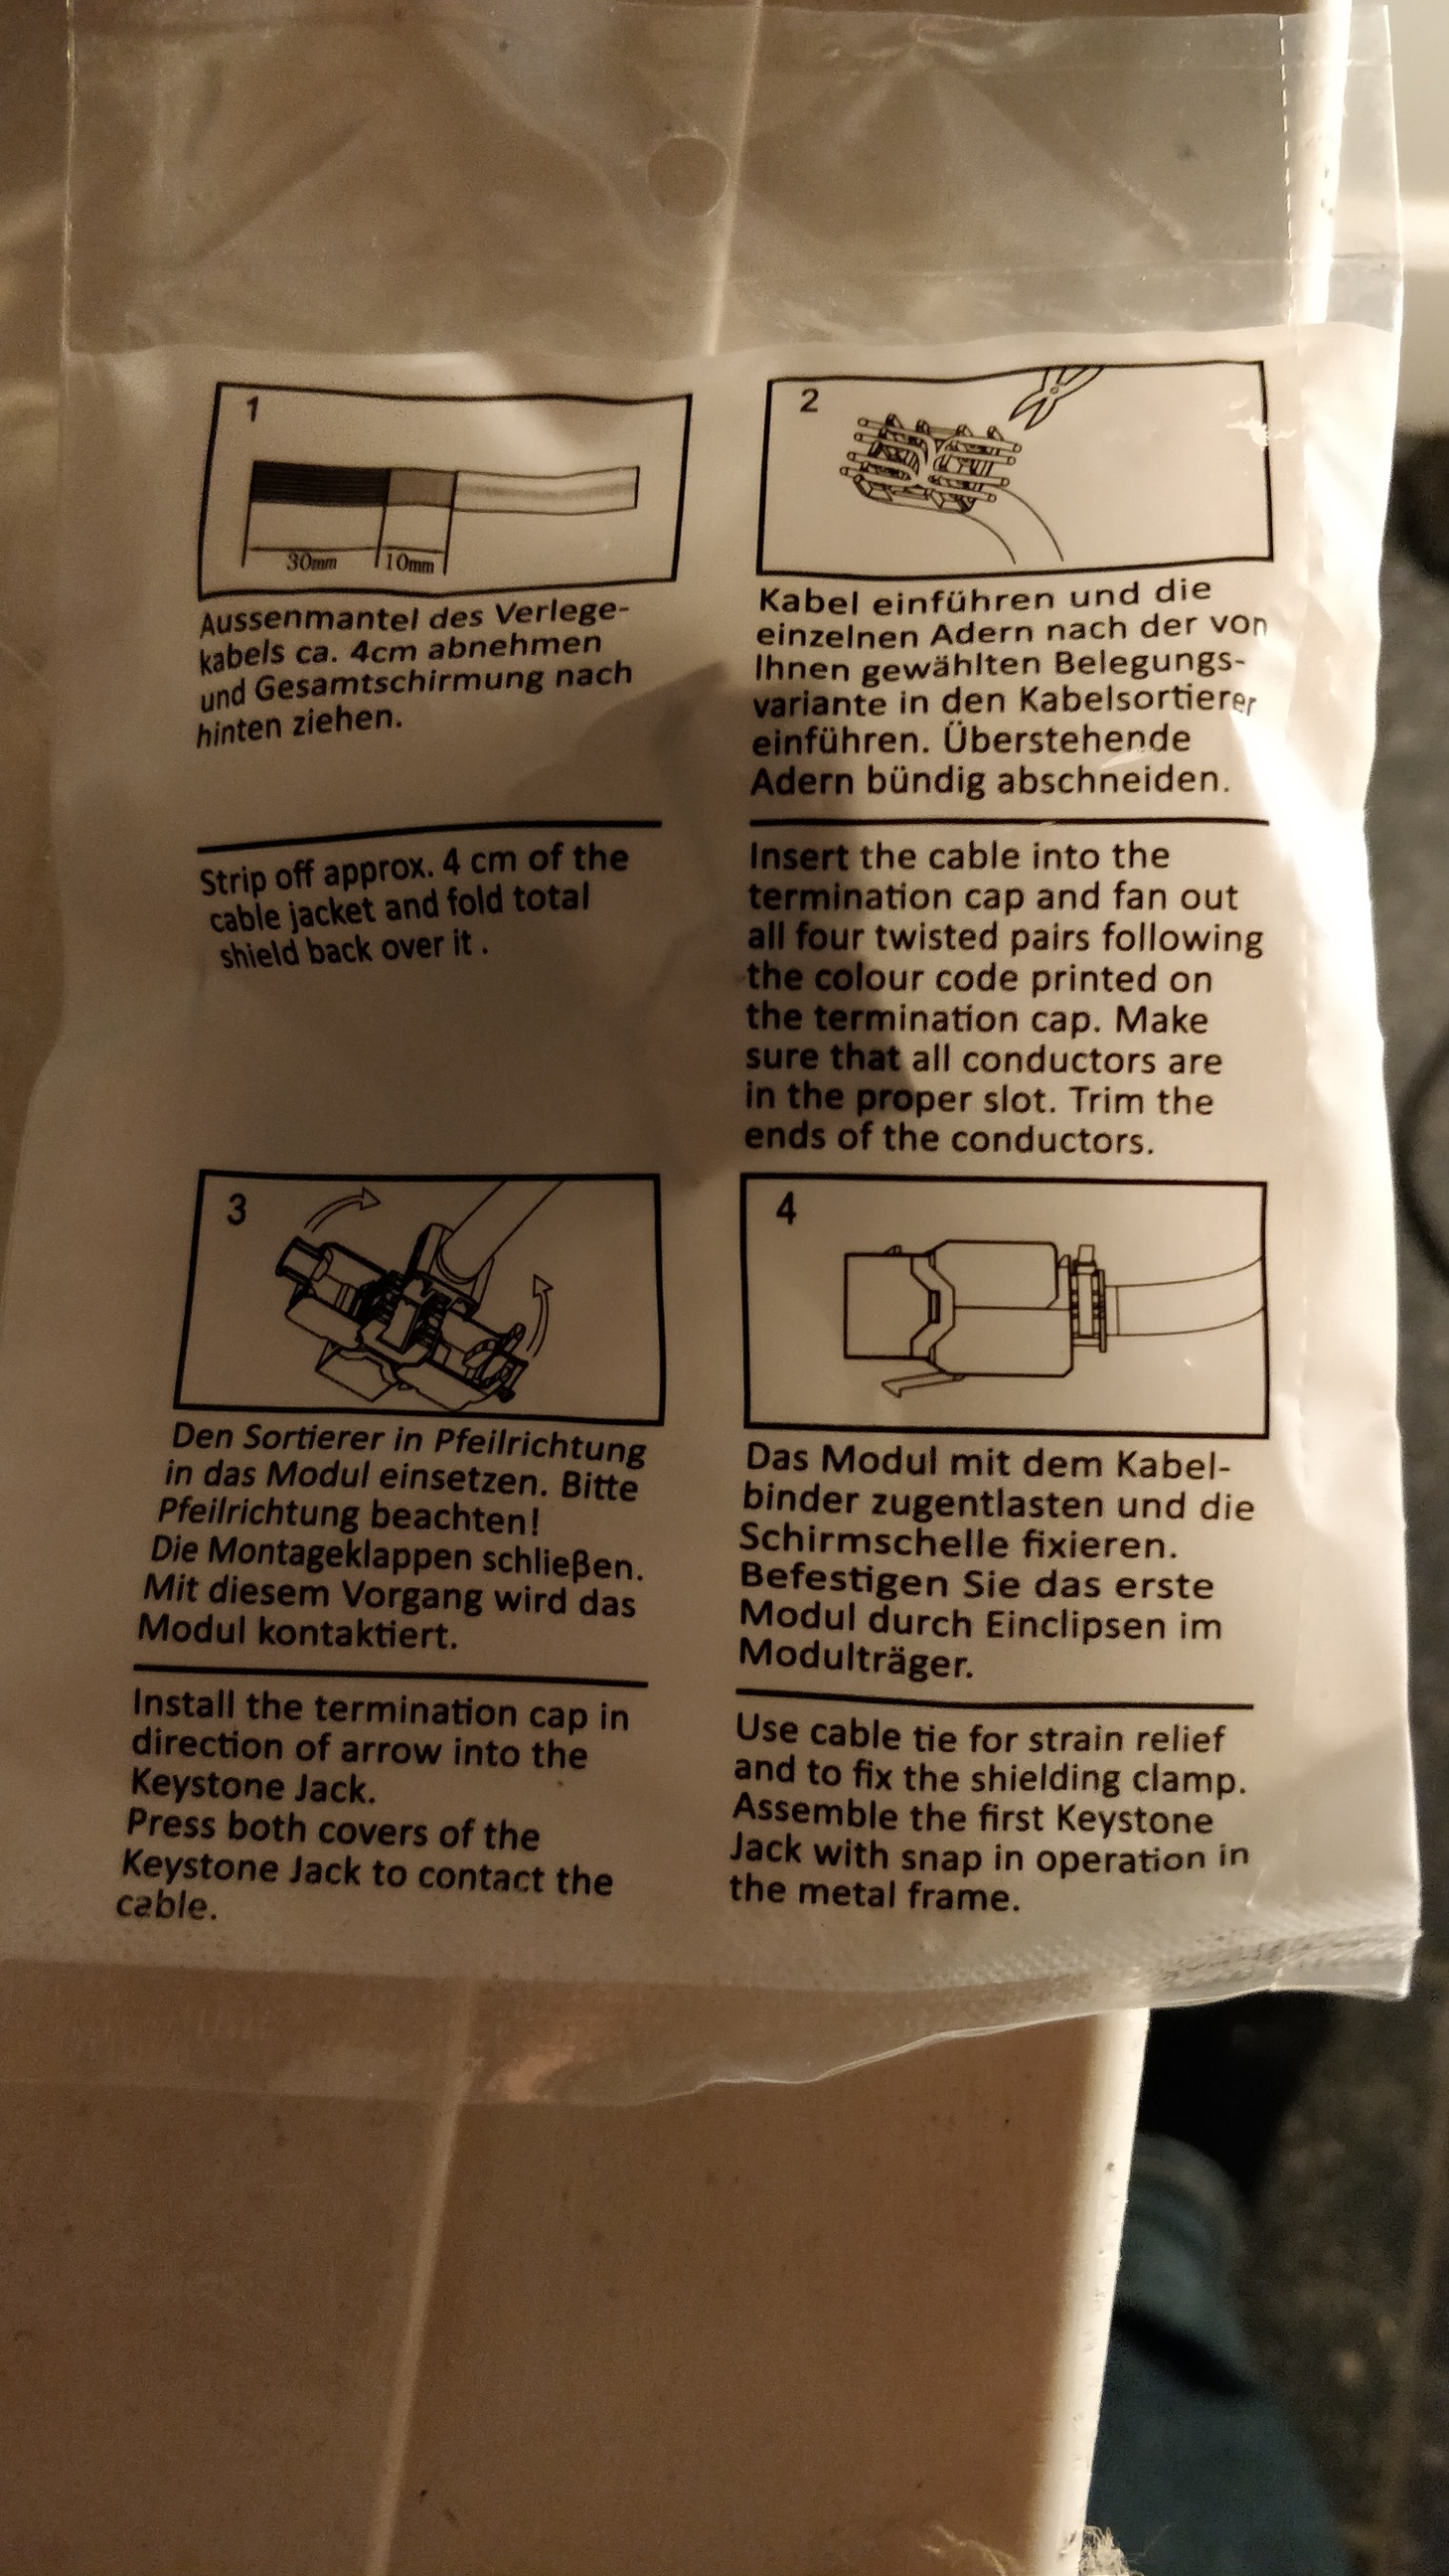 1
30mm
10mm
Aussenmantel des Verlege-
kabels ca. 4cm abnehmen
und Gesamtschirmung nach
hinten ziehen.
Strip off approx. 4 cm of the
cable jacket and fold total
shield back over it .
2
Kabel einführen und die
einzelnen Adern nach der von
Ihnen gewählten Belegungs-
variante in den Kabelsortierer
einführen. Überstehende
Adern bündig abschneiden.
Insert the cable into the
termination cap and fan out
all four twisted pairs following
the colour code printed on
the termination cap. Make
sure that all conductors are
in the proper slot. Trim the
ends of the conductors.
3
Den Sortierer in Pfeilrichtung
in das Modul einsetzen. Bitte
Pfeilrichtung beachten!
Die Montageklappen schließen.
Mit diesem Vorgang wird das
Modul kontaktiert.
Install the termination cap in
direction of arrow into the
Keystone Jack.
Press both covers of the
Keystone Jack to contact the
cable.
4
Das Modul mit dem Kabel-
binder zugentlasten und die
Schirmschelle fixieren.
Befestigen Sie das erste
Modul durch Einclipsen im
Modulträger.
Use cable tie for strain relief
and to fix the shielding clamp.
Assemble the first Keystone
Jack with snap in operation in
the metal frame.